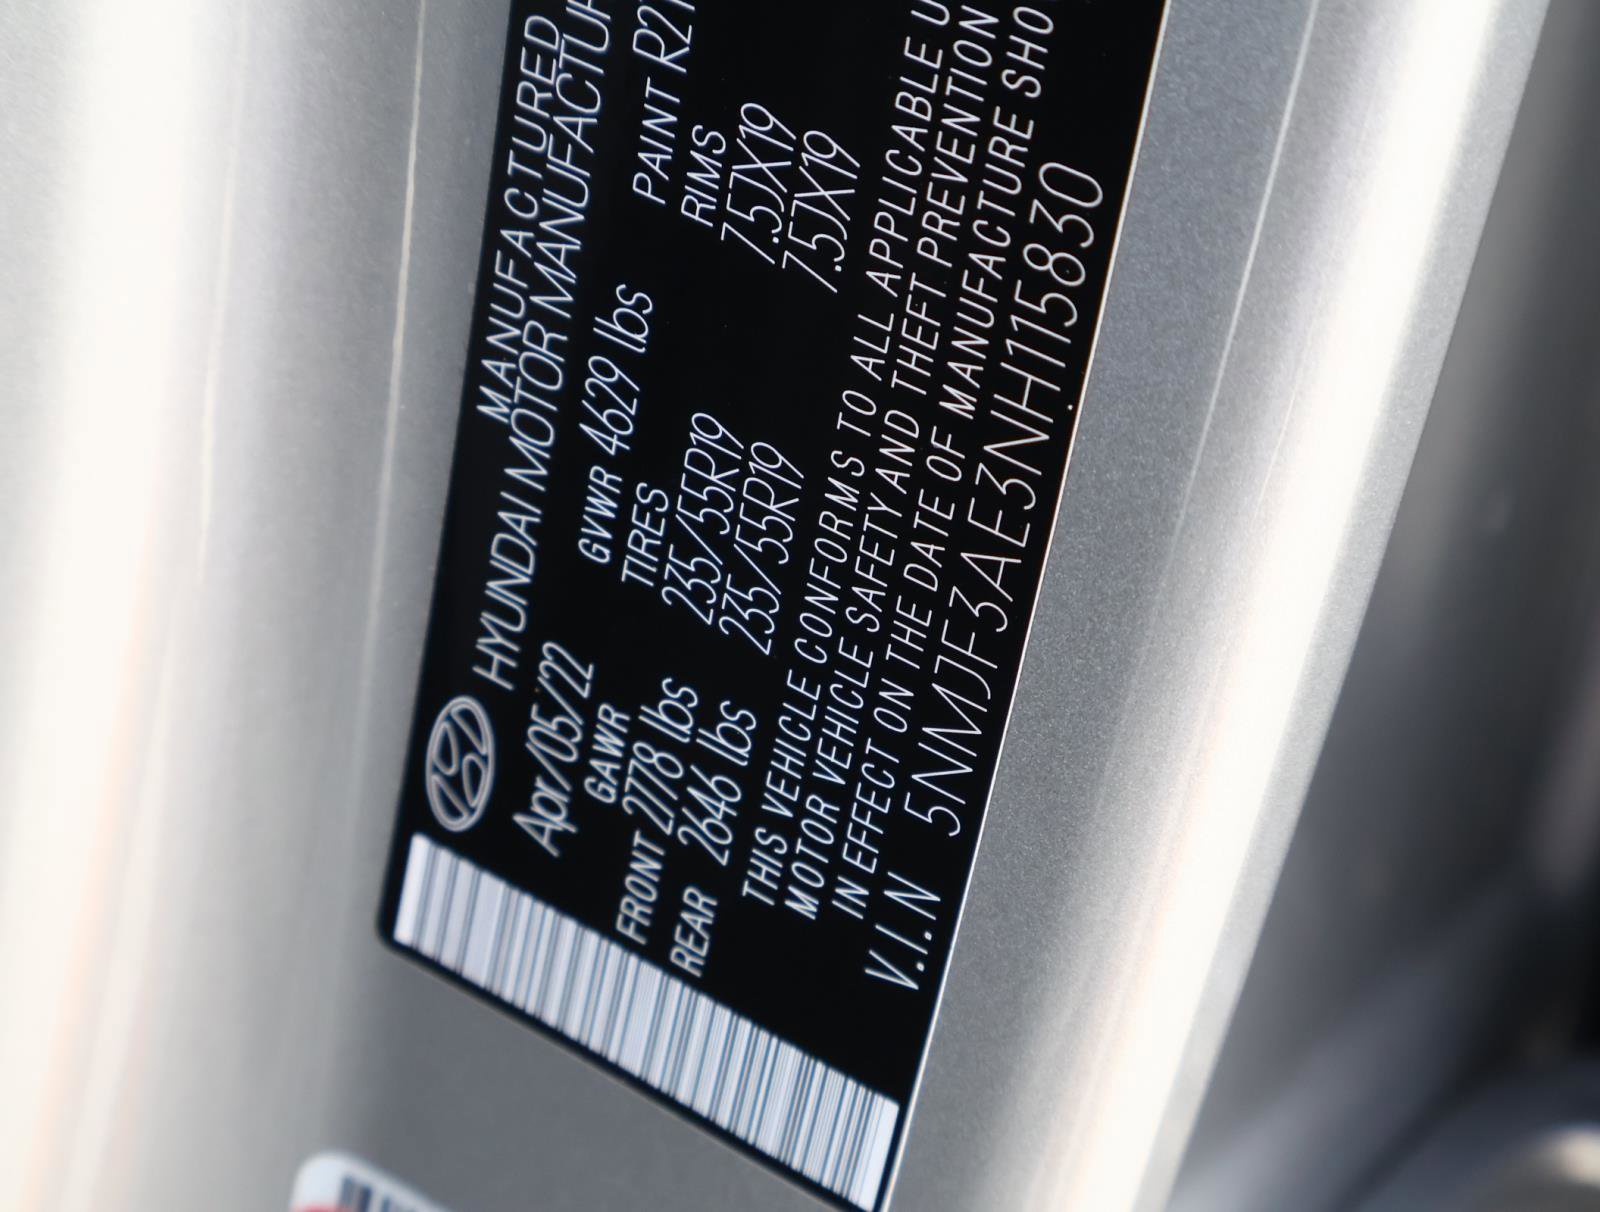 MANUFACTURED
HYUNDAI MOTOR MANUFACTUR
Apr/05/22 GVWR 4629 lbs PAINT R2T
GAWR TIRES RIMS
FRONT 2778 lbs 235/55R19 7.5JX19
REAR 2646 lbs 235/55R19 7.5JX19
THIS VEHICLE CONFORMS TO ALL APPLICABLE U
MOTOR VEHICLE SAFETY AND THEFT PREVENTION
IN EFFECT ON THE DATE OF MANUFACTURE SHO
V.I.N 5NMJF3AE3NH115830